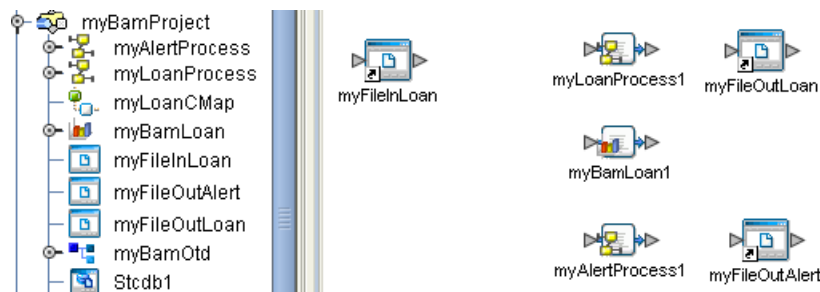 myBamProject
myAlertProcess
myLoanProcess
myLoanCMap
myBamLoan
myFileInLoan
myFileOutAlert
myFileOutLoan
myBamOtd
Stcdb1
myFileInLoan
myLoanProcess1
myFileOutLoan
myBamLoan1
myAlertProcess1
myFileOutAlert